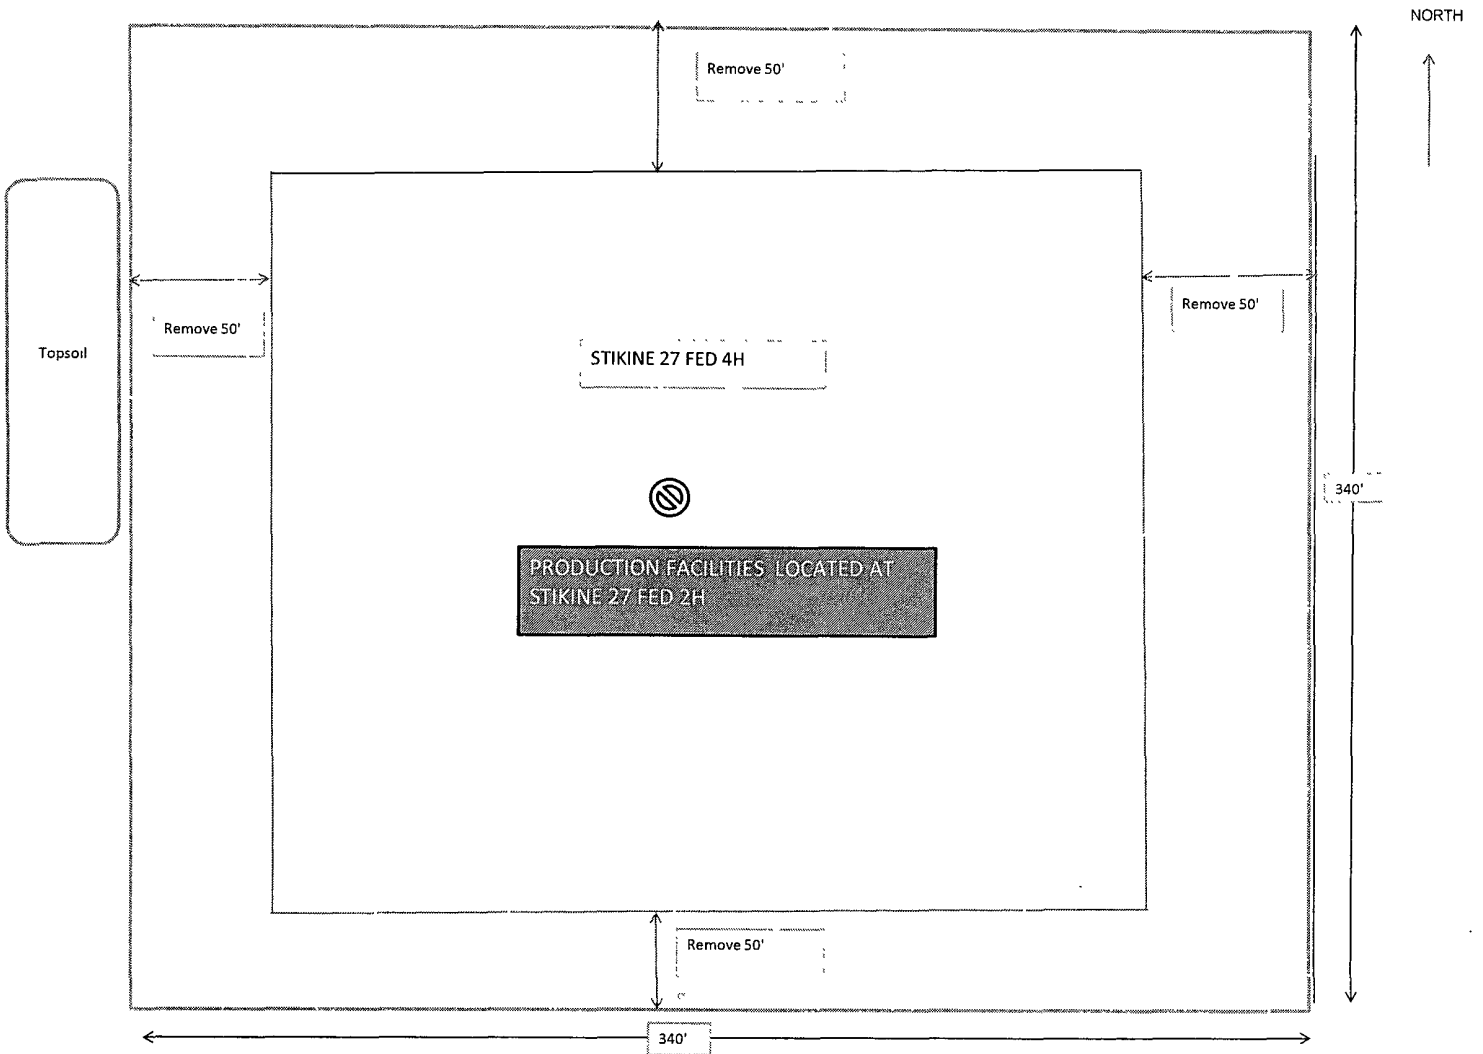 NORTH
Remove 50'
Remove 50'
Remove 50'
Topsoil
STIKINE 27 FED 4H
340'
PRODUCTION FACILITIES LOCATED AT
STIKINE 27 FED 2H
Remove 50'
340'